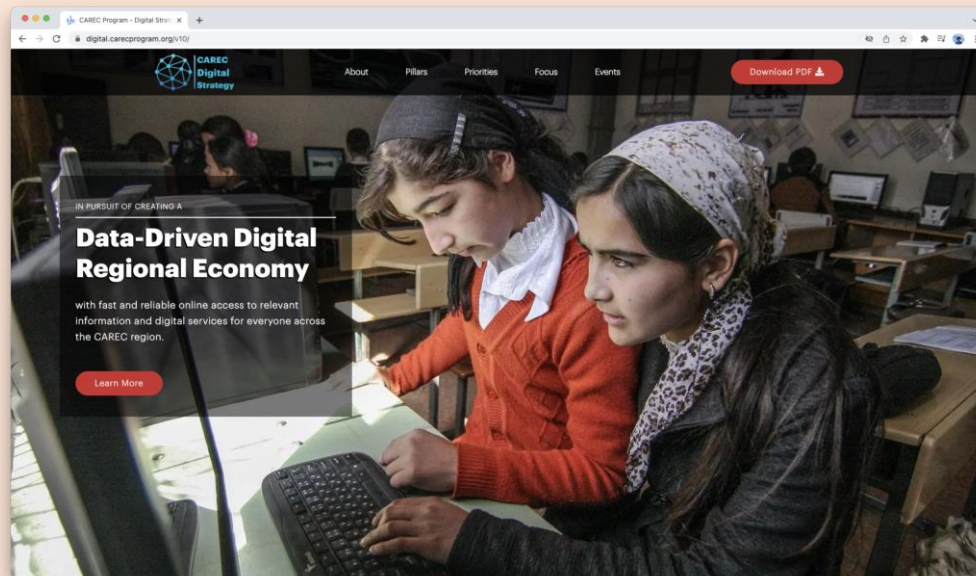 CAREC Program - Digital Strat
digital.carecprogram.org/v10/
CAREC
Digital
Strategy
About
Pillars
Priorities
Focus
Events
Download PDF
IN PURSUIT OF CREATING A
Data-Driven Digital
Regional Economy
with fast and reliable online access to relevant
information and digital services for everyone across
the CAREC region.
Learn More